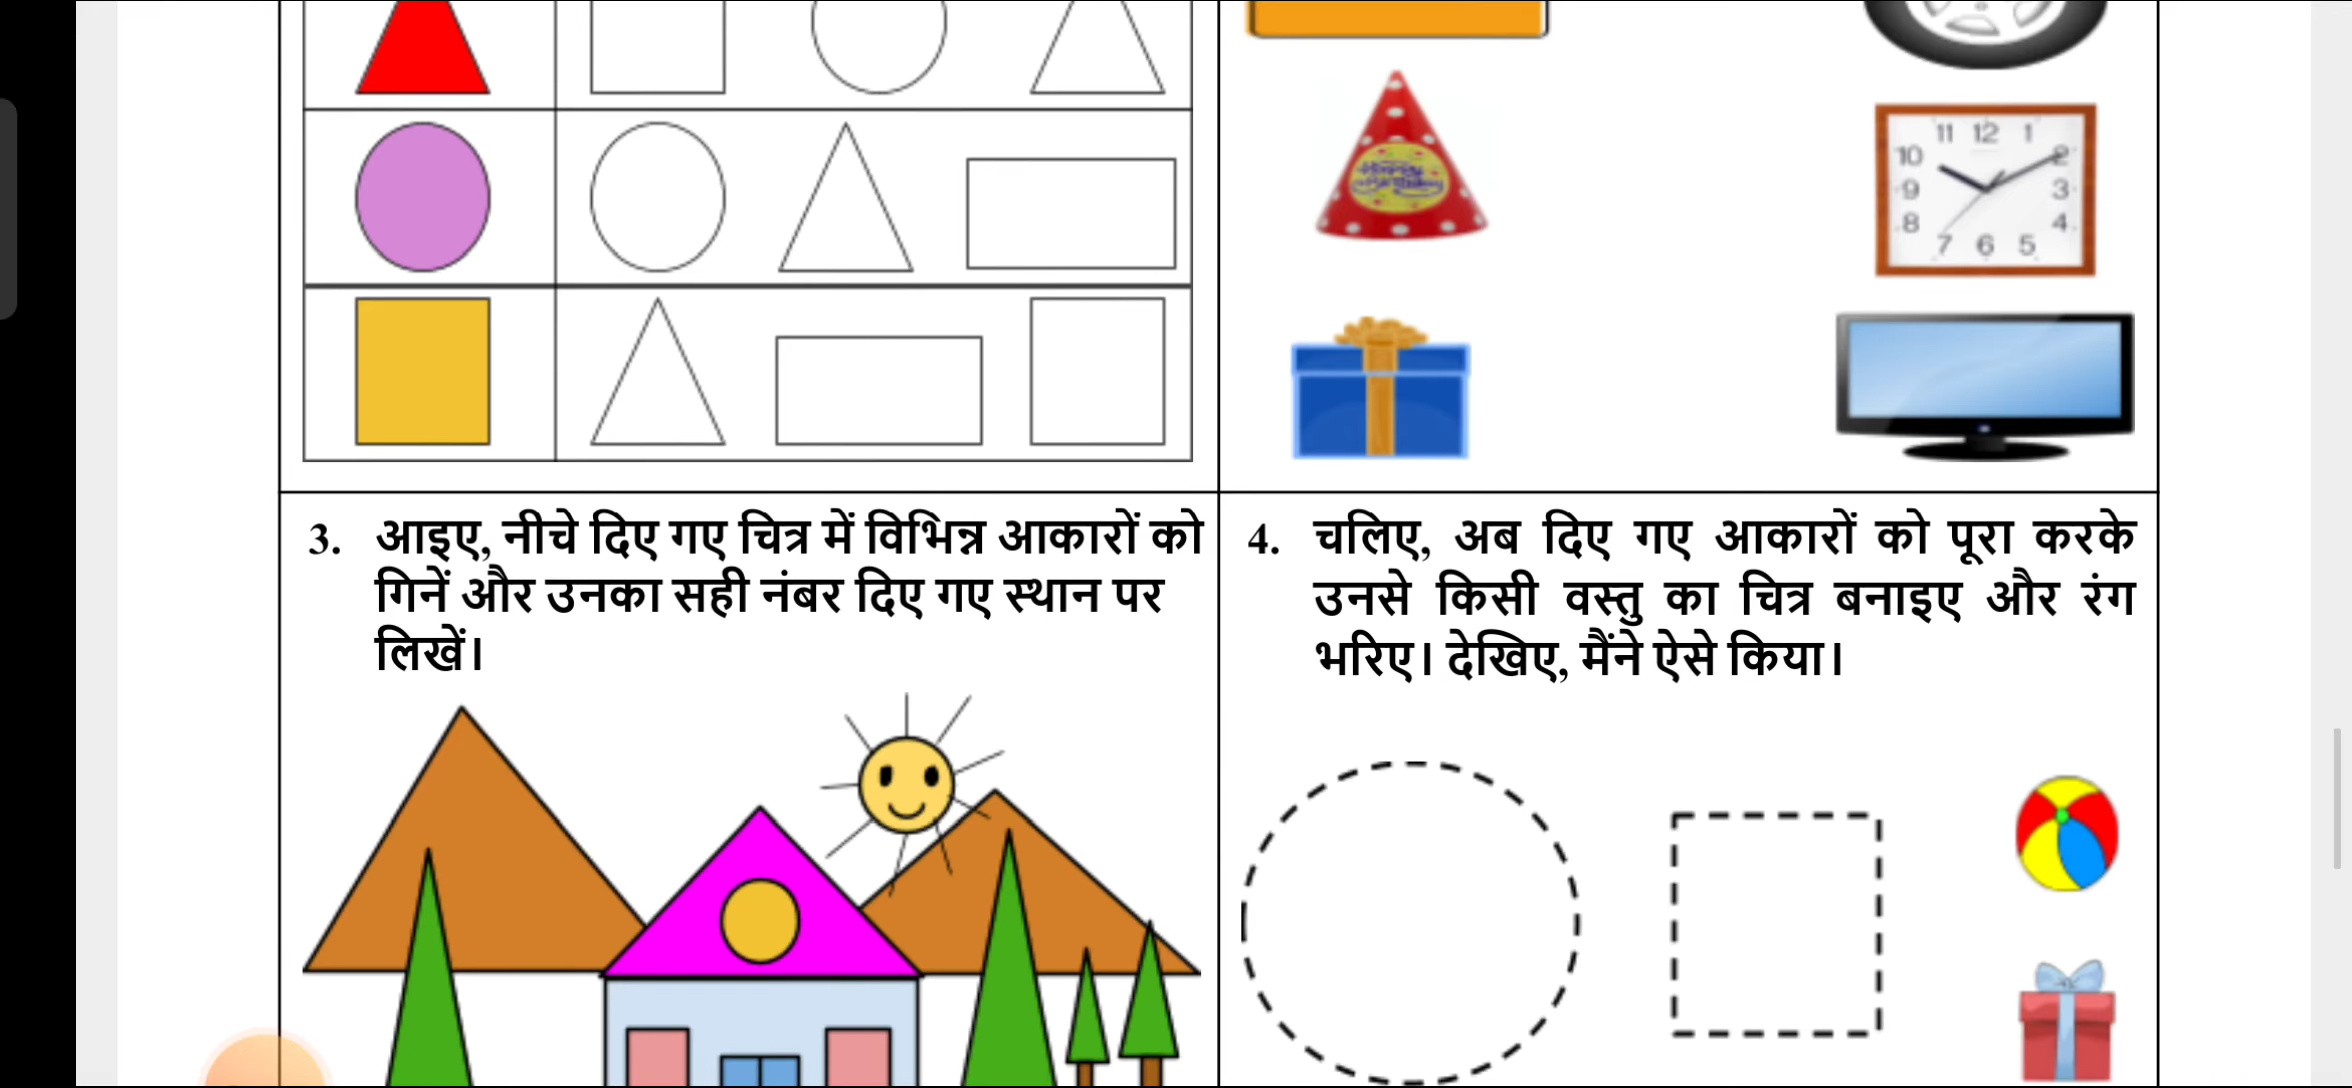 11 12 1
10 2
9 3
8 4
7 6 5
3. आइए, नीचे दिए गए चित्र में विभिन्न आकारों को
गिनें और उनका सही नंबर दिए गए स्थान पर
लिखें।
4. चलिए, अब दिए गए आकारों को पूरा करके
उनसे किसी वस्तु का चित्र बनाइए और रंग
भरिए। देखिए, मैंने ऐसे किया।